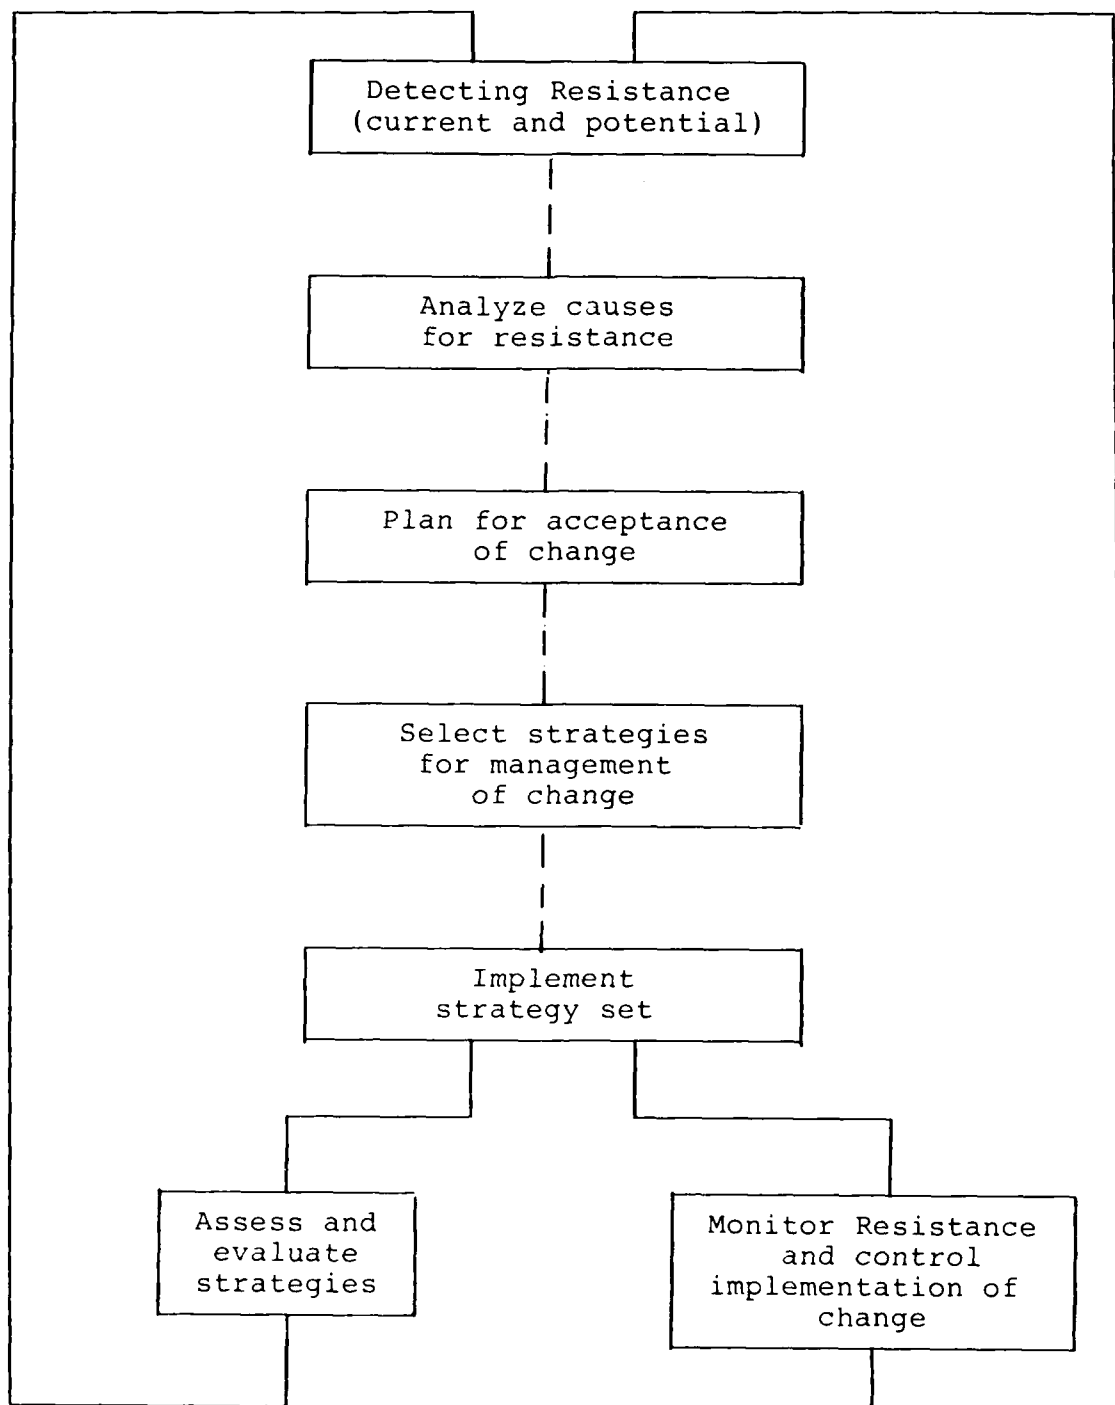 Detecting Resistance
(current and potential)
Analyze causes
for resistance
Plan for acceptance
of change
Select strategies
for management
of change
Implement
strategy set
Assess and
evaluate
strategies
Monitor Resistance
and control
implementation of
change